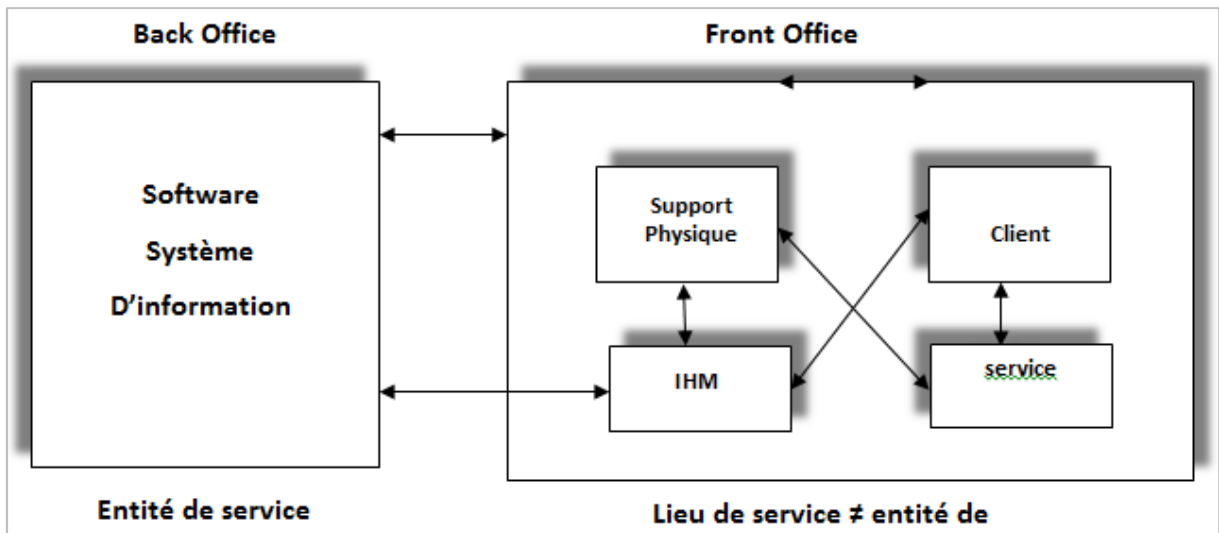 Back Office
Front Office
Software
Système
D’information
Support
Physique
Client
IHM
service
Entité de service
Lieu de service ≠ entité de